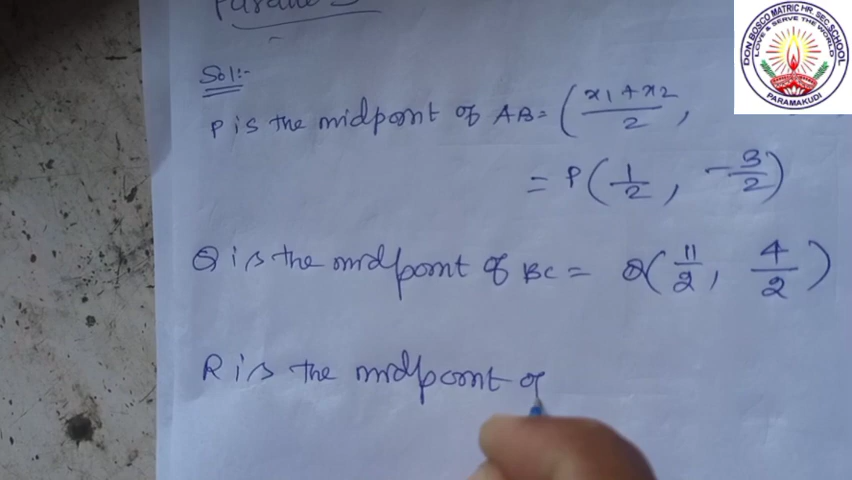 Sol:-
P is the midpoint of AB = (x1 + x2 / 2 ,
= P(1/2 , -3/2)
Q is the midpoint of BC = Q(11/2, 4/2)
R is the midpoint of
DON BOSCO MATRIC HR. SEC. SCHOOL
LOVE & SERVE THE WORLD
PARAMAKUDI